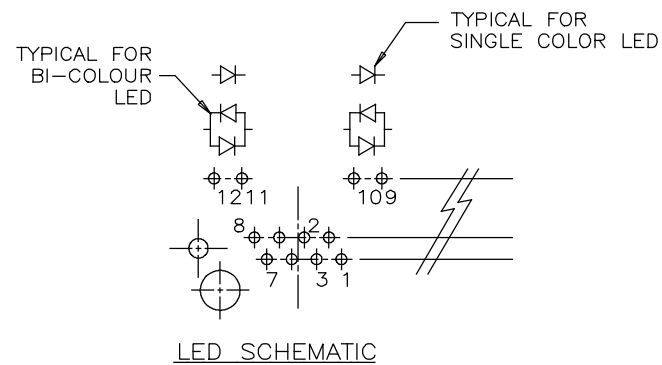 TYPICAL FOR
SINGLE COLOR LED
TYPICAL FOR
BI-COLOUR
LED
1211 109
8 2
7 3 1
LED SCHEMATIC